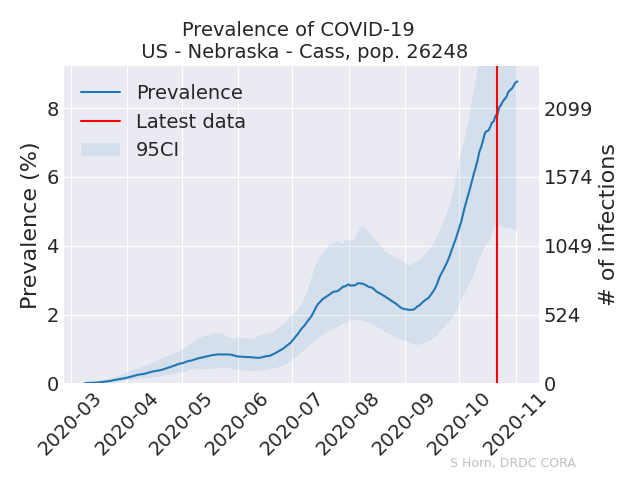 Prevalence of COVID-19
US - Nebraska - Cass, pop. 26248
Prevalence
Latest data
95CI
Prevalence (%)
8
6
4
2
0
2099
1574
1049
524
0
# of infections
2020-03
2020-04
2020-05
2020-06
2020-07
2020-08
2020-09
2020-10
2020-11
S Horn, DRDC CORA